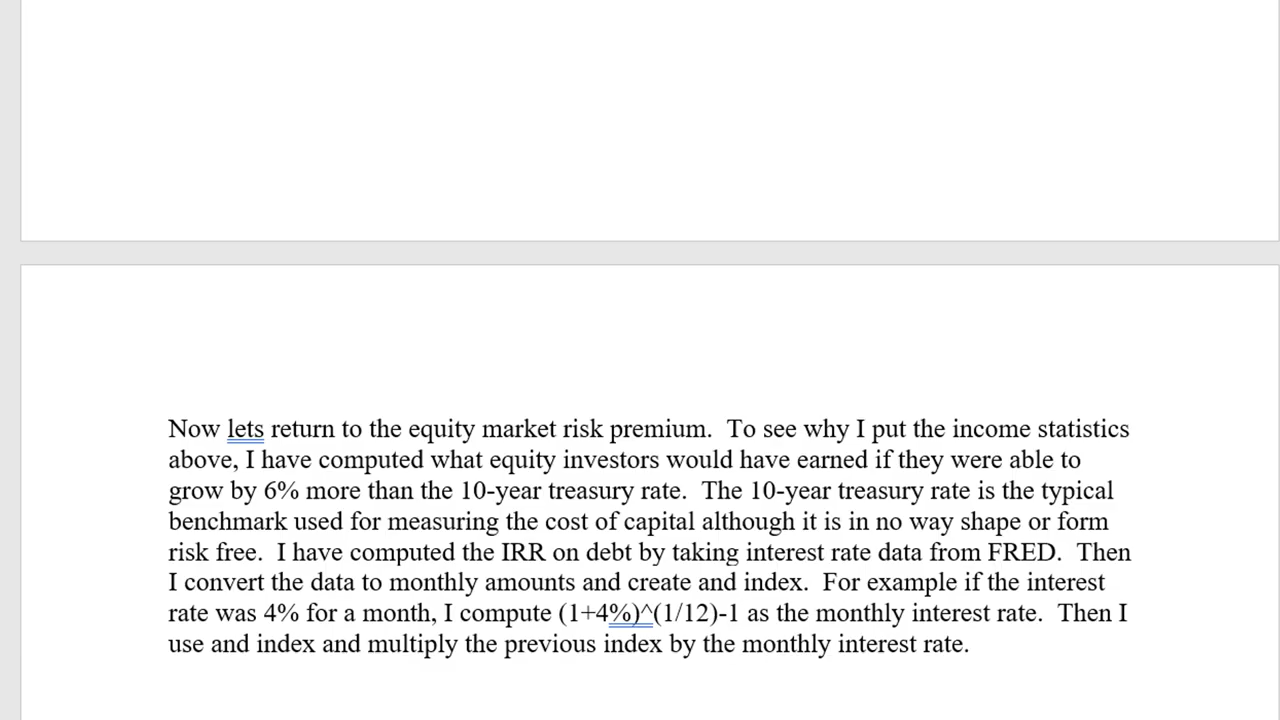 Now lets return to the equity market risk premium.  To see why I put the income statistics
above, I have computed what equity investors would have earned if they were able to
grow by 6% more than the 10-year treasury rate.  The 10-year treasury rate is the typical
benchmark used for measuring the cost of capital although it is in no way shape or form
risk free.  I have computed the IRR on debt by taking interest rate data from FRED.  Then
I convert the data to monthly amounts and create and index.  For example if the interest
rate was 4% for a month, I compute (1+4%)^(1/12)-1 as the monthly interest rate.  Then I
use and index and multiply the previous index by the monthly interest rate.